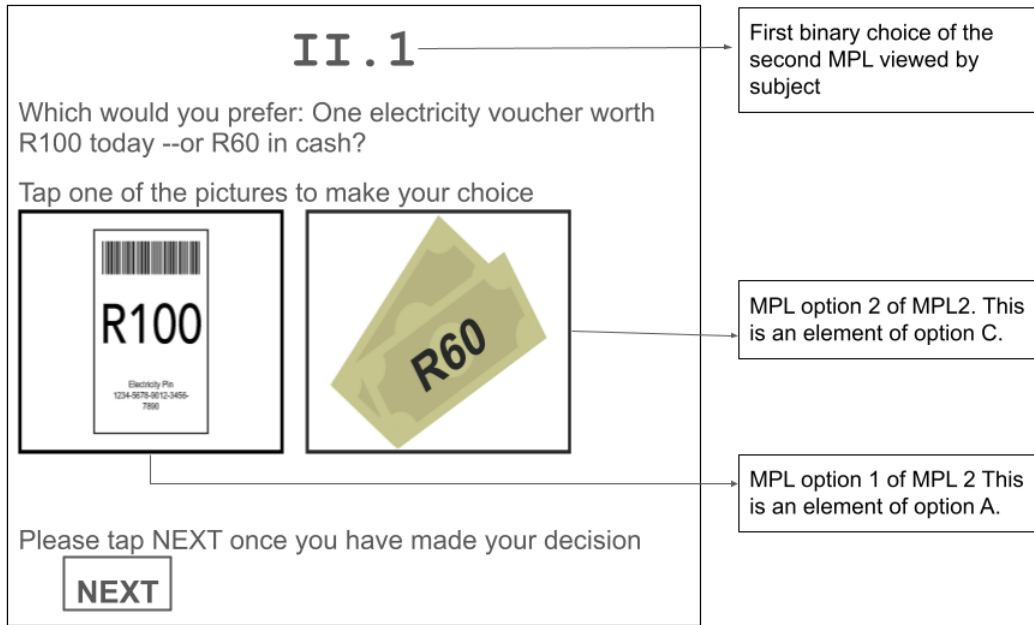 II.1
Which would you prefer: One electricity voucher worth
R100 today --or R60 in cash?
Tap one of the pictures to make your choice
R100
Electricity Pin
1234-5678-9012-3456-
7890
R60
Please tap NEXT once you have made your decision
NEXT
First binary choice of the
second MPL viewed by
subject
MPL option 2 of MPL2. This
is an element of option C.
MPL option 1 of MPL 2 This
is an element of option A.